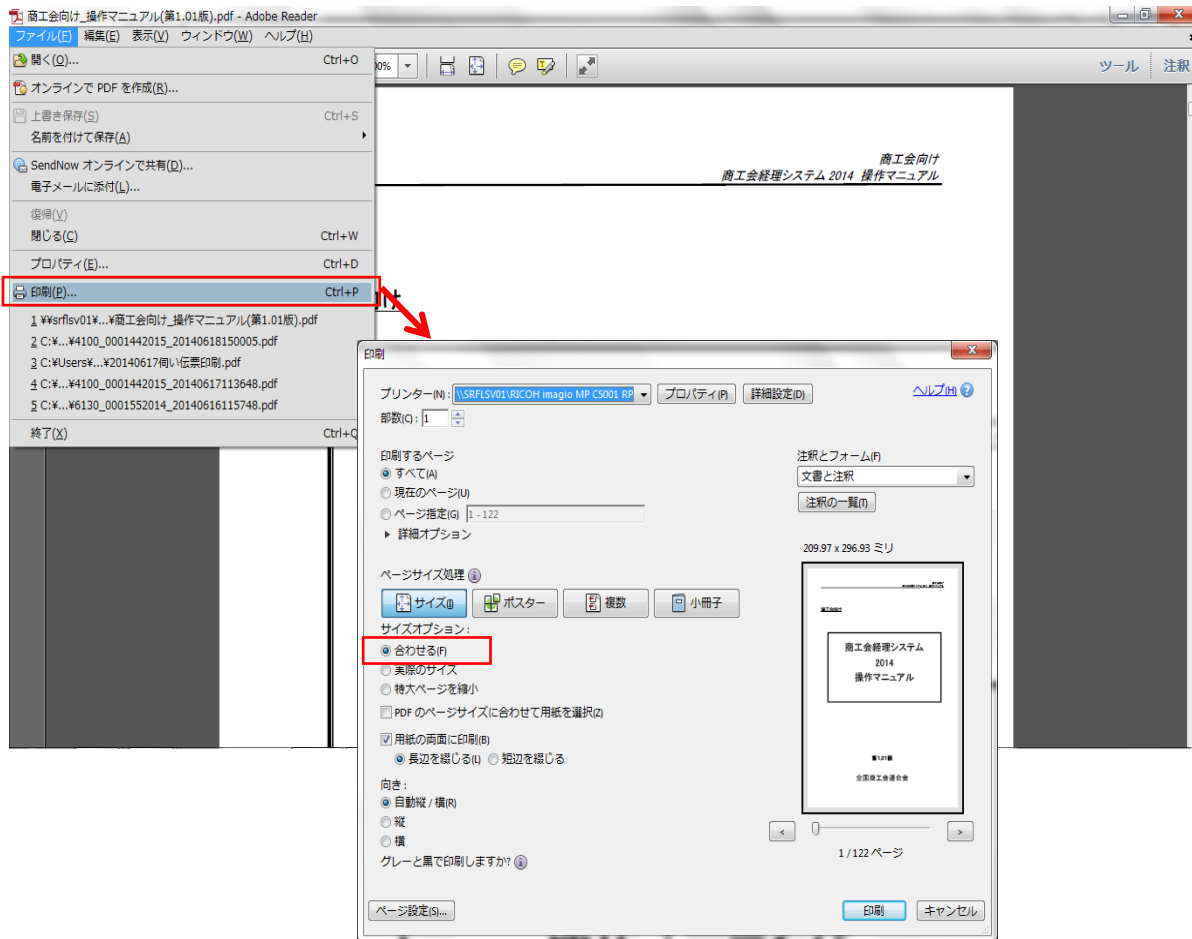 商工会向け_操作マニュアル(第1.01版).pdf - Adobe Reader
ファイル(F) 編集(E) 表示(V) ウィンドウ(W) ヘルプ(H)
開く(O)... Ctrl+O
ツール 注釈
オンラインで PDF を作成(R)...
上書き保存(S) Ctrl+S
名前を付けて保存(A)
SendNow オンラインで共有(D)...
電子メールに添付(L)...
復帰(V)
閉じる(C) Ctrl+W
プロパティ(E)... Ctrl+D
印刷(P)... Ctrl+P
1 ¥¥srflsv01¥...¥商工会向け_操作マニュアル(第1.01版).pdf
2 C:¥...¥4100_0001442015_20140618150005.pdf
3 C:¥Users¥...¥20140617伺い伝票印刷.pdf
4 C:¥...¥4100_0001442015_20140617113648.pdf
5 C:¥...¥6130_0001552014_20140616115748.pdf
終了(X) Ctrl+Q
商工会向け
商工会経理システム 2014 操作マニュアル
印刷
プリンター(N): \\SRFLSV01\RICOH imagio MP C5001 RP プロパティ(P) 詳細設定(D) ヘルプ(H)
部数(C): 1
印刷するページ
すべて(A)
現在のページ(U)
ページ指定(G) 1 - 122
詳細オプション
注釈とフォーム(F)
文書と注釈
注釈の一覧(T)
ページサイズ処理
サイズ(I) ポスター 複数 小冊子
サイズオプション:
合わせる(F)
実際のサイズ
特大ページを縮小
PDF のページサイズに合わせて用紙を選択(Z)
用紙の両面に印刷(B)
長辺を綴じる(L) 短辺を綴じる
向き:
自動縦 / 横(R)
縦
横
グレーと黒で印刷しますか?
209.97 x 296.93 ミリ
商工会向け
商工会経理システム
2014
操作マニュアル
第1.01版
全国商工会連合会
< >
1 / 122 ページ
ページ設定(S)... 印刷 キャンセル